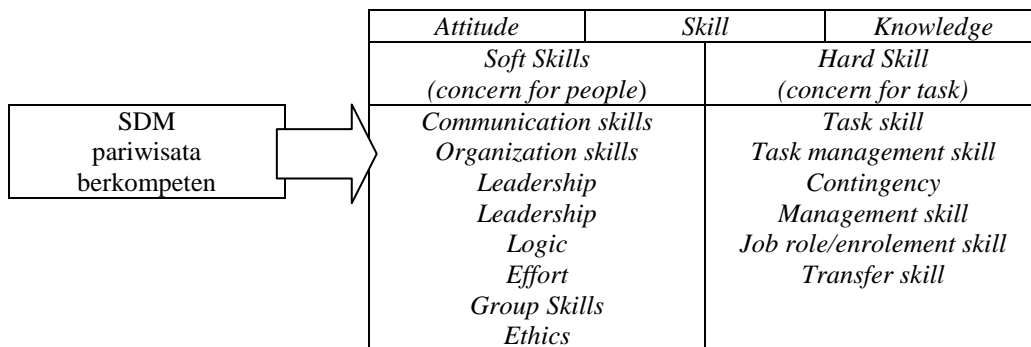 Attitude Skill Knowledge
Soft Skills Hard Skill
(concern for people) (concern for task)
SDM
pariwisata
berkompeten
Communication skills Task skill
Organization skills Task management skill
Leadership Contingency
Leadership Management skill
Logic Job role/enrolement skill
Effort Transfer skill
Group Skills
Ethics